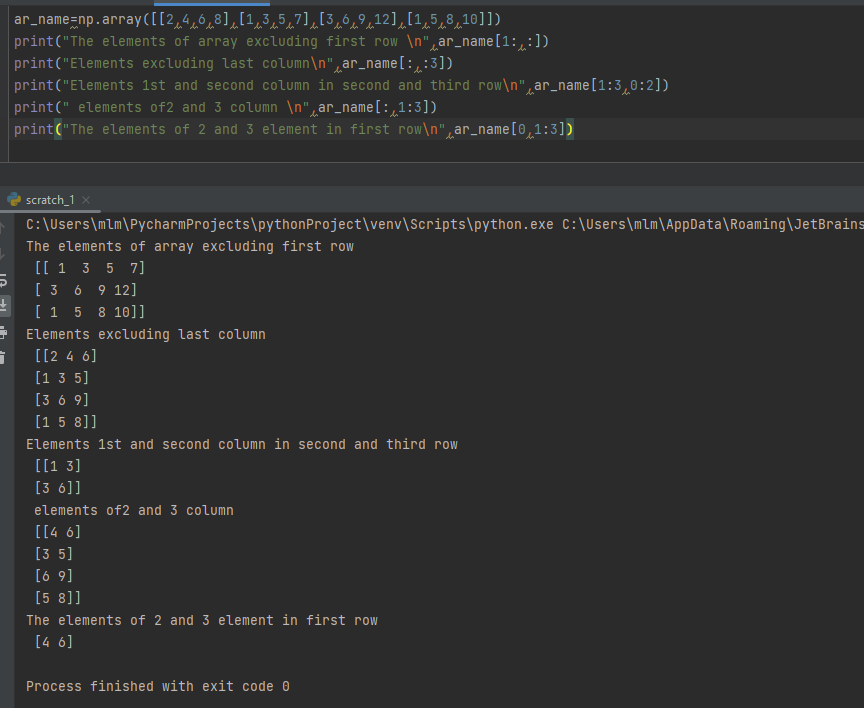 ar_name=np.array([[2,4,6,8],[1,3,5,7],[3,6,9,12],[1,5,8,10]])
print("The elements of array excluding first row \n",ar_name[1:,:])
print("Elements excluding last column\n",ar_name[:,:3])
print("Elements 1st and second column in second and third row\n",ar_name[1:3,0:2])
print(" elements of2 and 3 column \n",ar_name[:,1:3])
print("The elements of 2 and 3 element in first row\n",ar_name[0,1:3])
scratch_1
C:\Users\mlm\PycharmProjects\pythonProject\venv\Scripts\python.exe C:\Users\mlm\AppData\Roaming\JetBrains
The elements of array excluding first row
 [[ 1  3  5  7]
 [ 3  6  9 12]
 [ 1  5  8 10]]
Elements excluding last column
 [[2 4 6]
 [1 3 5]
 [3 6 9]
 [1 5 8]]
Elements 1st and second column in second and third row
 [[1 3]
 [3 6]]
 elements of2 and 3 column
 [[4 6]
 [3 5]
 [6 9]
 [5 8]]
The elements of 2 and 3 element in first row
 [4 6]
Process finished with exit code 0